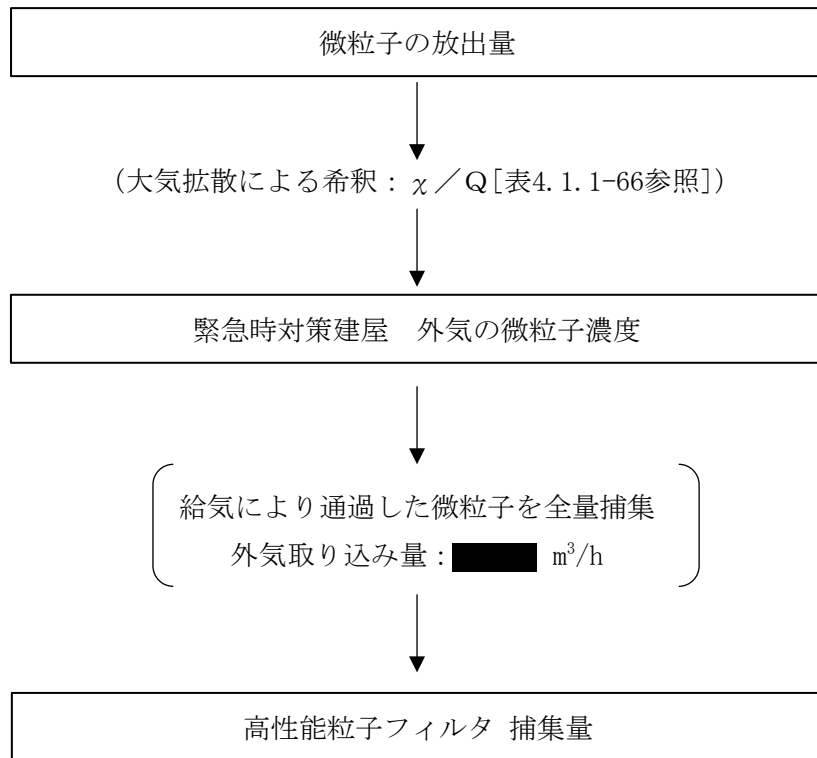 微粒子の放出量
(大気拡散による希釈:χ/Q[表4.1.1-66参照])
緊急時対策建屋　外気の微粒子濃度
給気により通過した微粒子を全量捕集
外気取り込み量: m³/h
高性能粒子フィルタ 捕集量